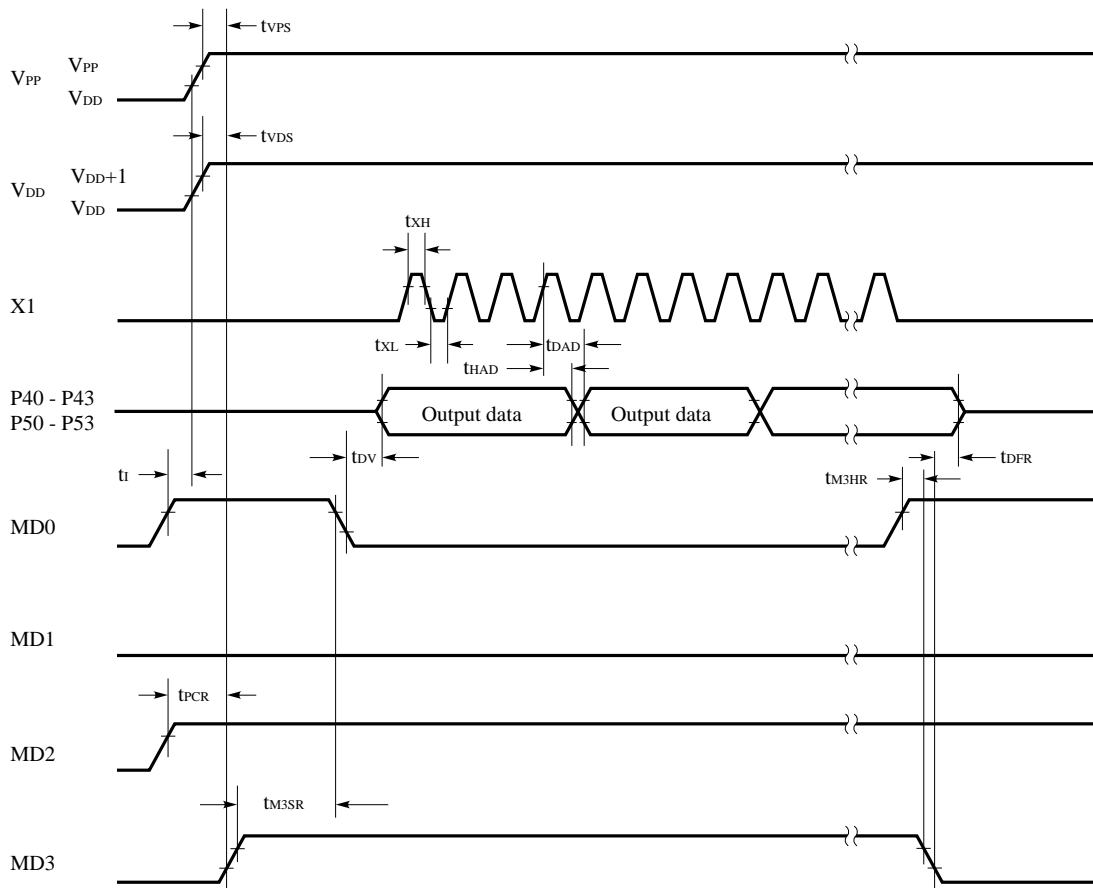 tVPS
VPP VPP
VDD
tVDS
VDD VDD+1
VDD
tXH
X1
tXL tDAD
tHAD
P40 - P43
P50 - P53
Output data Output data
tDV tDFR
tI tM3HR
MD0
MD1
tPCR
MD2
tM3SR
MD3